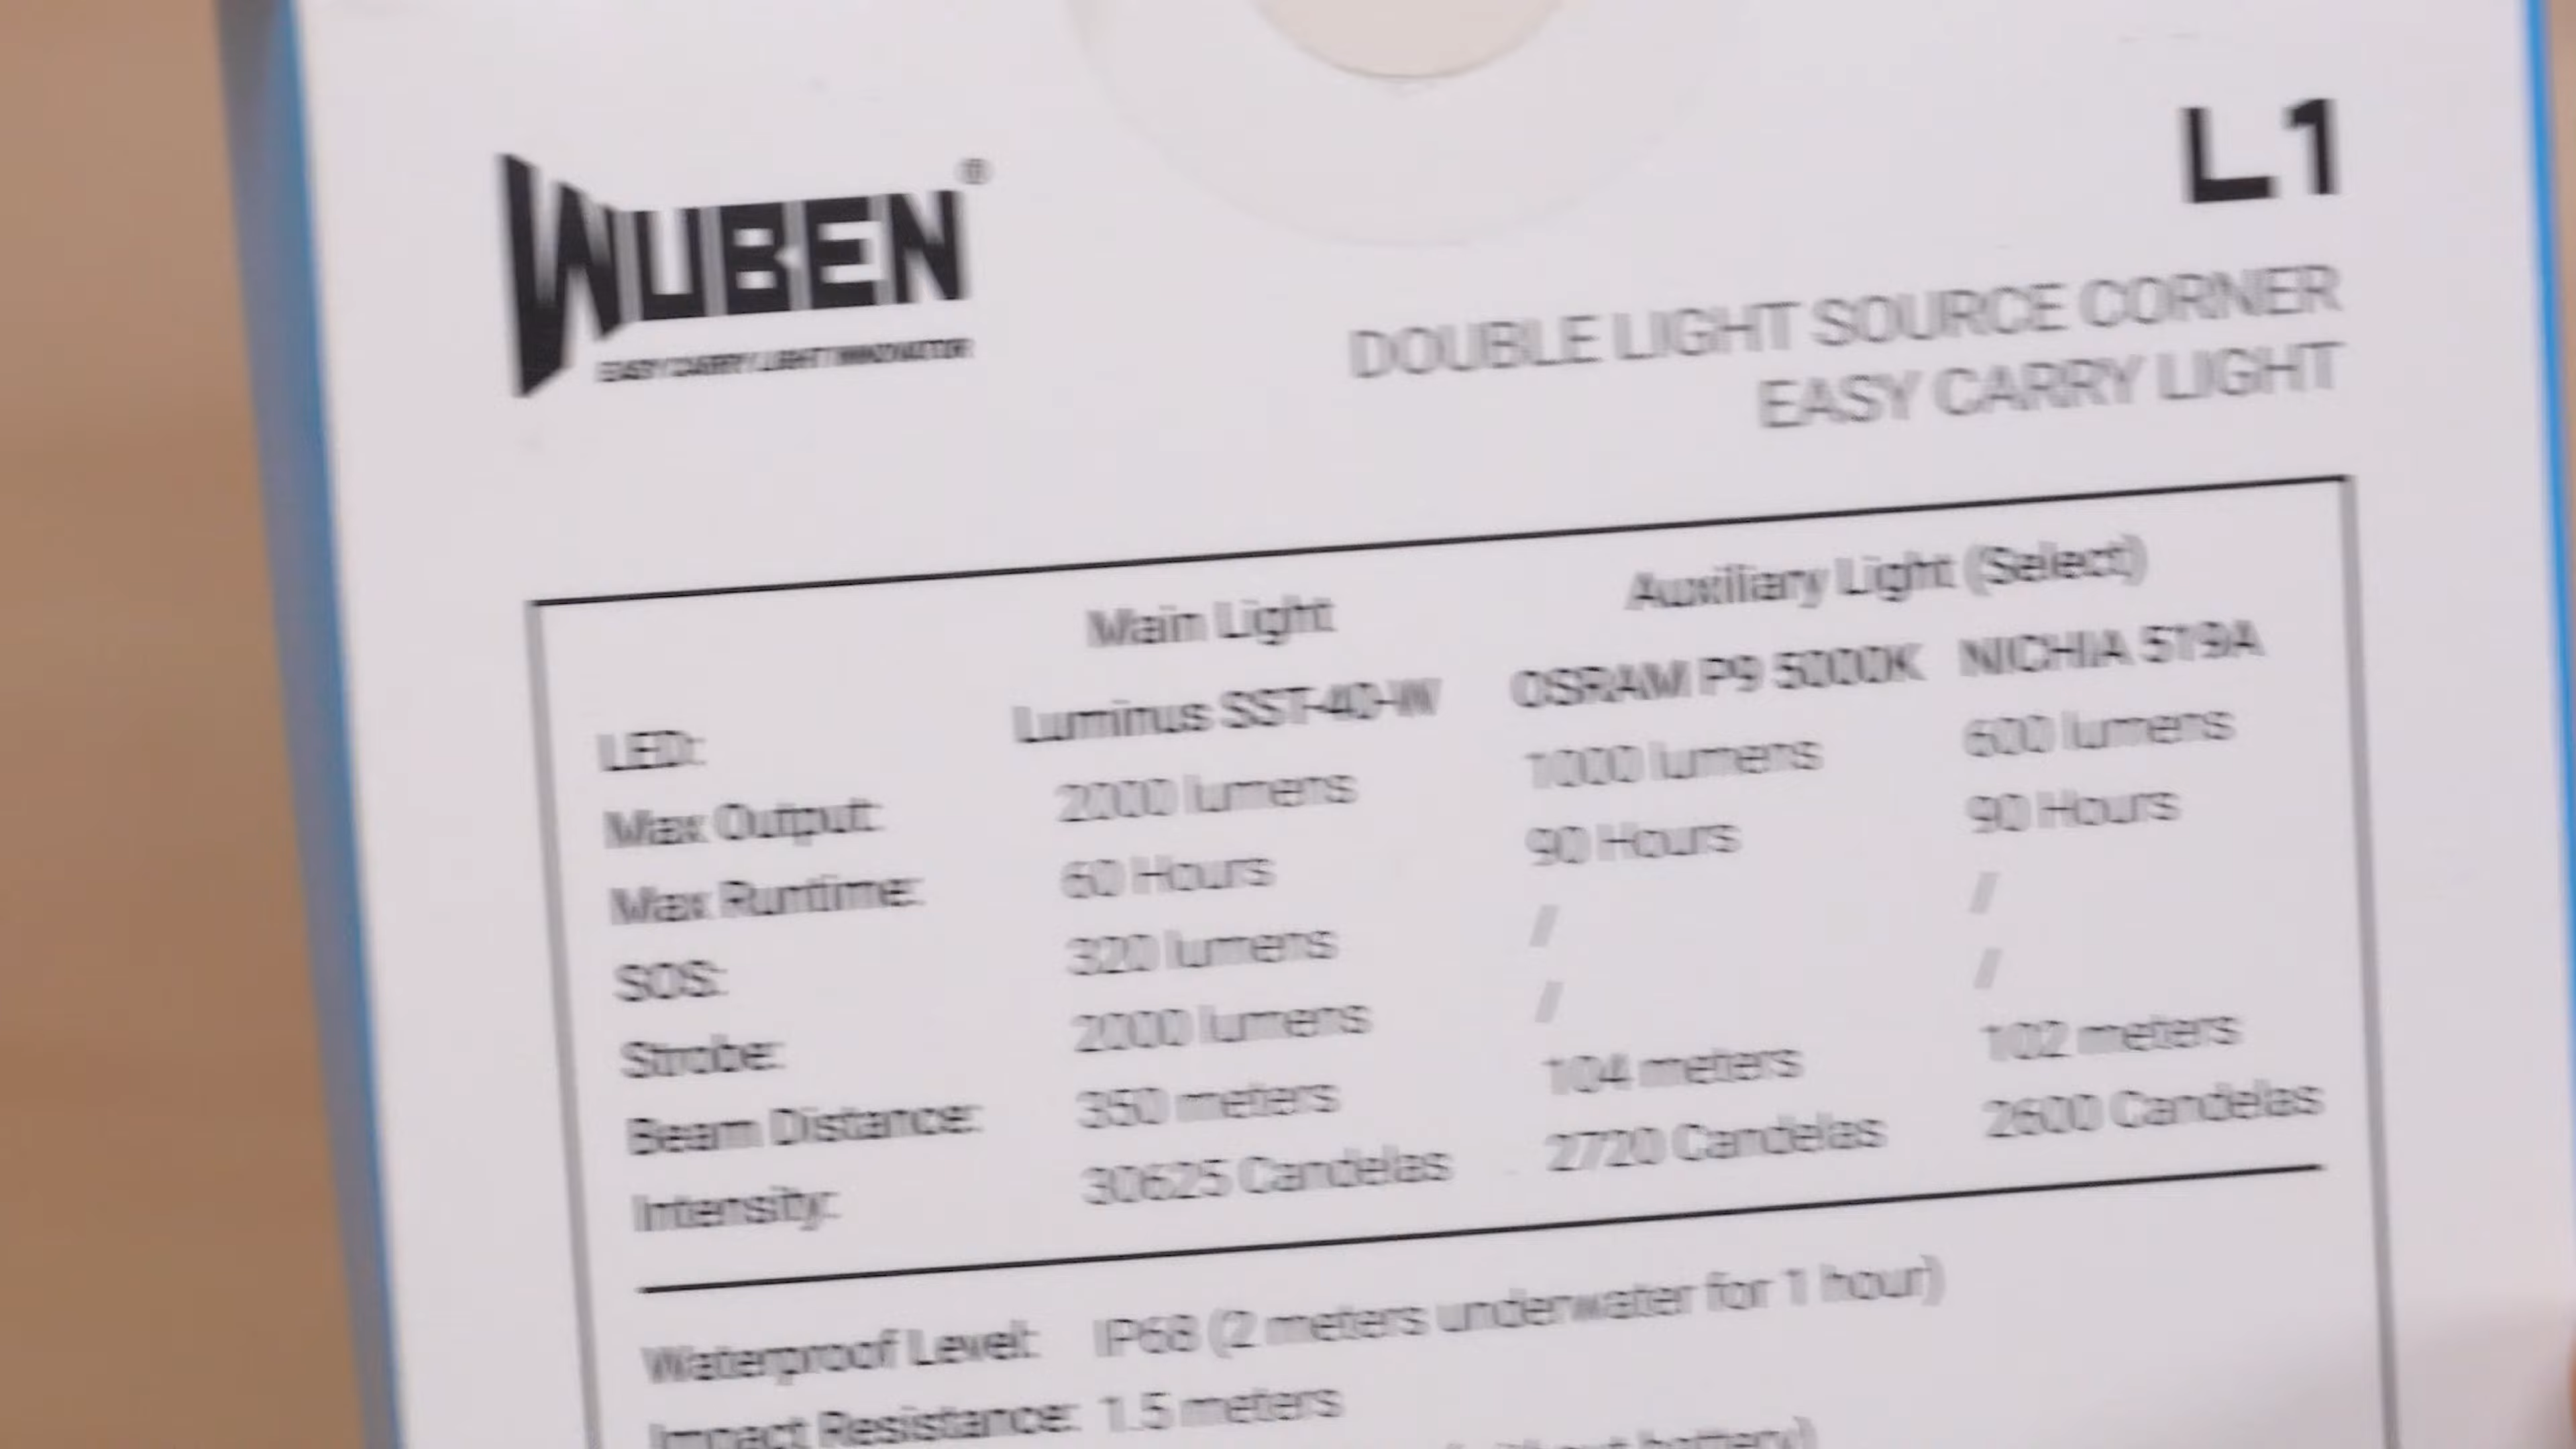 WUBEN®
EASY CARRY LIGHT INNOVATOR
L1
DOUBLE LIGHT SOURCE CORNER
EASY CARRY LIGHT
Main Light Auxiliary Light (Select)
LED: Luminus SST-40-W OSRAM P9 5000K NICHIA 519A
Max Output: 2000 lumens 1000 lumens 600 lumens
Max Runtime: 60 Hours 90 Hours 90 Hours
SOS: 320 lumens / /
Strobe: 2000 lumens / /
Beam Distance: 350 meters 104 meters 102 meters
Intensity: 30625 Candelas 2720 Candelas 2600 Candelas
Waterproof Level: IP68 (2 meters underwater for 1 hour)
Impact Resistance: 1.5 meters
battery)